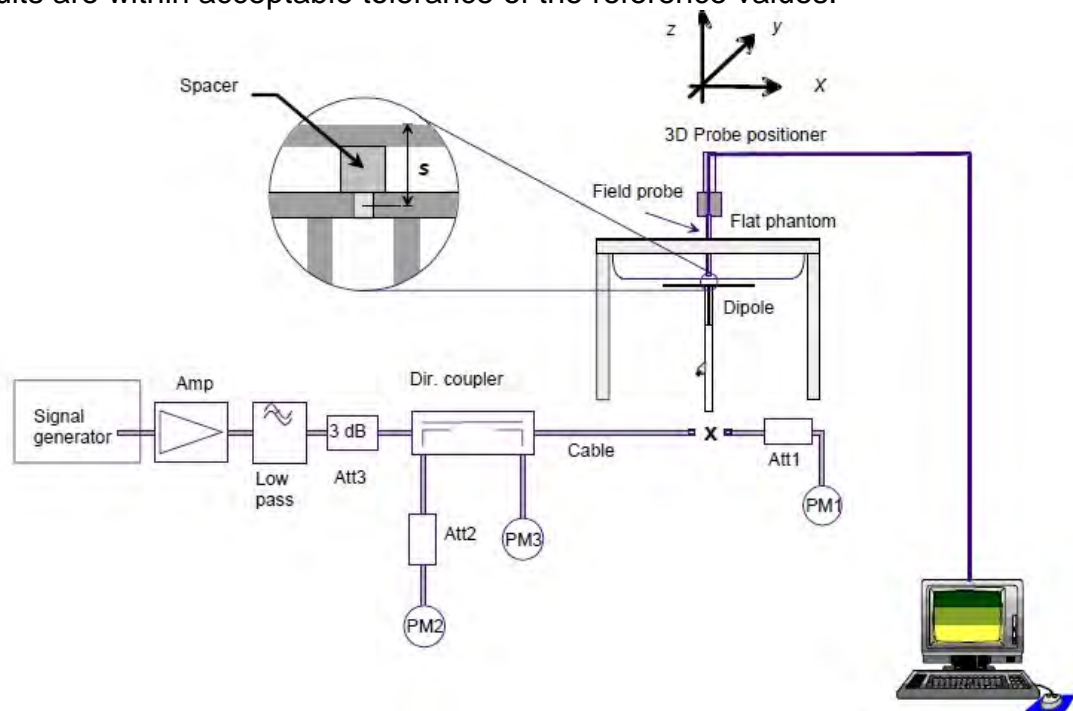 ults are within acceptable tolerance of the reference values.
z
y
x
Spacer
s
3D Probe positioner
Field probe
Flat phantom
Dipole
Dir. coupler
Amp
Signal
generator
3 dB
Low
pass
Att3
Cable
x
Att1
PM1
Att2
PM3
PM2